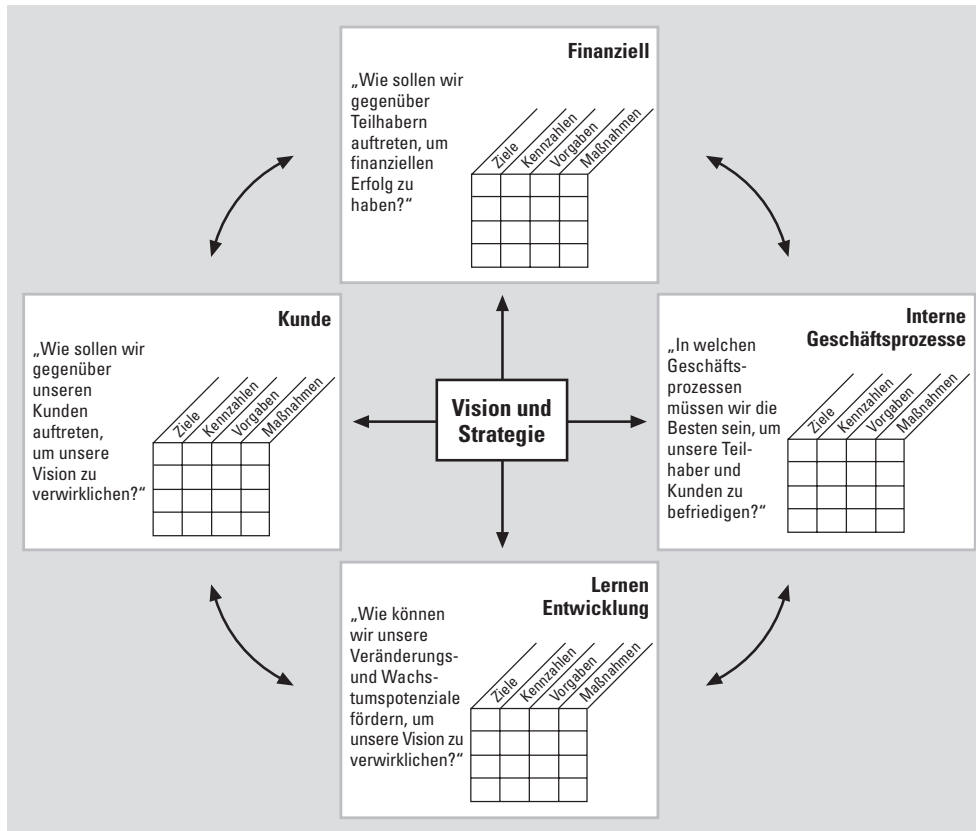 Finanziell
„Wie sollen wir
gegenüber
Teilhabern
auftreten, um
finanziellen
Erfolg zu
haben?“
Ziele
Kennzahlen
Vorgaben
Maßnahmen
Kunde
„Wie sollen wir
gegenüber
unseren
Kunden
auftreten,
um unsere
Vision zu
verwirklichen?“
Ziele
Kennzahlen
Vorgaben
Maßnahmen
Vision und
Strategie
Interne
Geschäftsprozesse
„In welchen
Geschäfts-
prozessen
müssen wir die
Besten sein, um
unsere Teil-
haber und
Kunden zu
befriedigen?“
Ziele
Kennzahlen
Vorgaben
Maßnahmen
Lernen
Entwicklung
„Wie können
wir unsere
Veränderungs-
und Wachs-
tumspotenziale
fördern, um
unsere Vision zu
verwirklichen?“
Ziele
Kennzahlen
Vorgaben
Maßnahmen